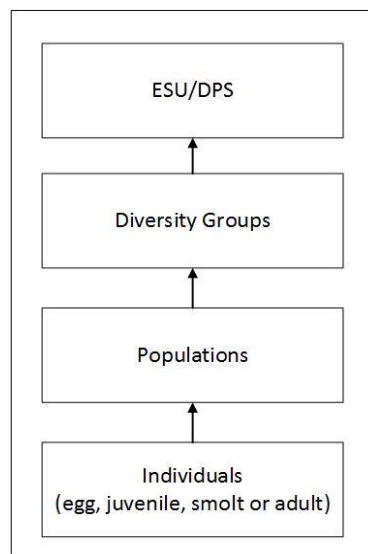 ESU/DPS
Diversity Groups
Populations
Individuals
(egg, juvenile, smolt or adult)